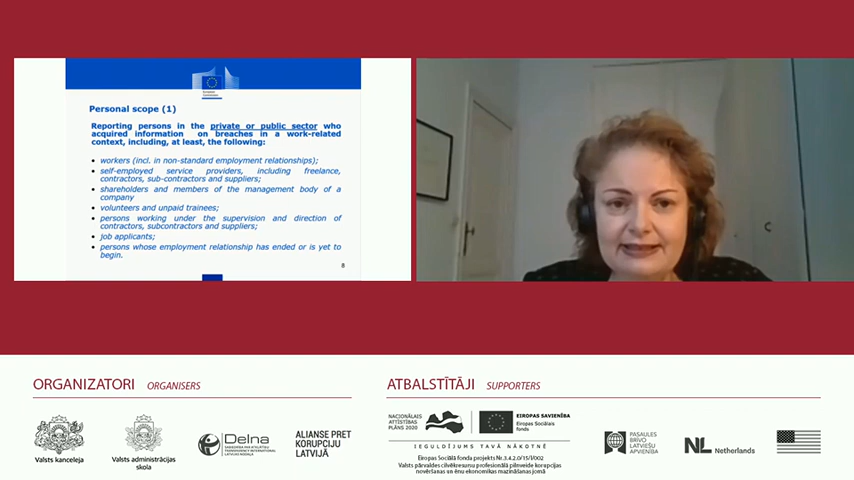 European
Commission
Personal scope (1)
Reporting persons in the private or public sector who
acquired information on breaches in a work-related
context, including, at least, the following:
• workers (incl. in non-standard employment relationships);
• self-employed service providers, including freelance,
contractors, sub-contractors and suppliers;
• shareholders and members of the management body of a
company
• volunteers and unpaid trainees;
• persons working under the supervision and direction of
contractors, subcontractors and suppliers;
• job applicants;
• persons whose employment relationship has ended or is yet to
begin.
8
ORGANIZATORI ORGANISERS
Valsts kanceleja
Valsts administrācijas
skola
Delna
ALIANSE PRET
KORUPCIJU
LATVIJĀ
ATBALSTĪTĀJI SUPPORTERS
NACIONĀLAIS
ATTĪSTĪBAS
PLĀNS 2020
EIROPAS SAVIENĪBA
Eiropas Sociālais
fonds
IEGULDĪJUMS TAVĀ NĀKOTNĒ
Eiropas Sociālā fonda projekts Nr.3.4.2.0/15/I/002
Valsts pārvaldes cilvēkresursu profesionālā pilnveide korupcijas
novēršanas un ēnu ekonomikas mazināšanas jomā
PASAULES
BRĪVO
LATVIEŠU
APVIENĪBA
NL Netherlands